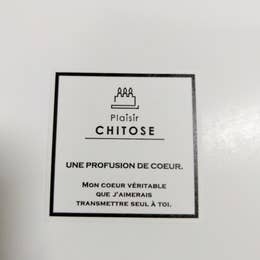 Plaisir
CHITOSE
UNE PROFUSION DE COEUR.
MON COEUR VÉRITABLE
QUE J'AIMERAIS
TRANSMETTRE SEUL À TOI.